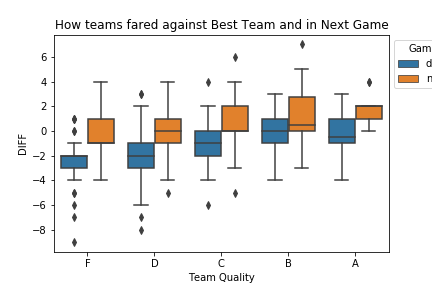 How teams fared against Best Team and in Next Game
Gam
d
n
DIFF
6
4
2
0
−2
−4
−6
−8
F D C B A
Team Quality